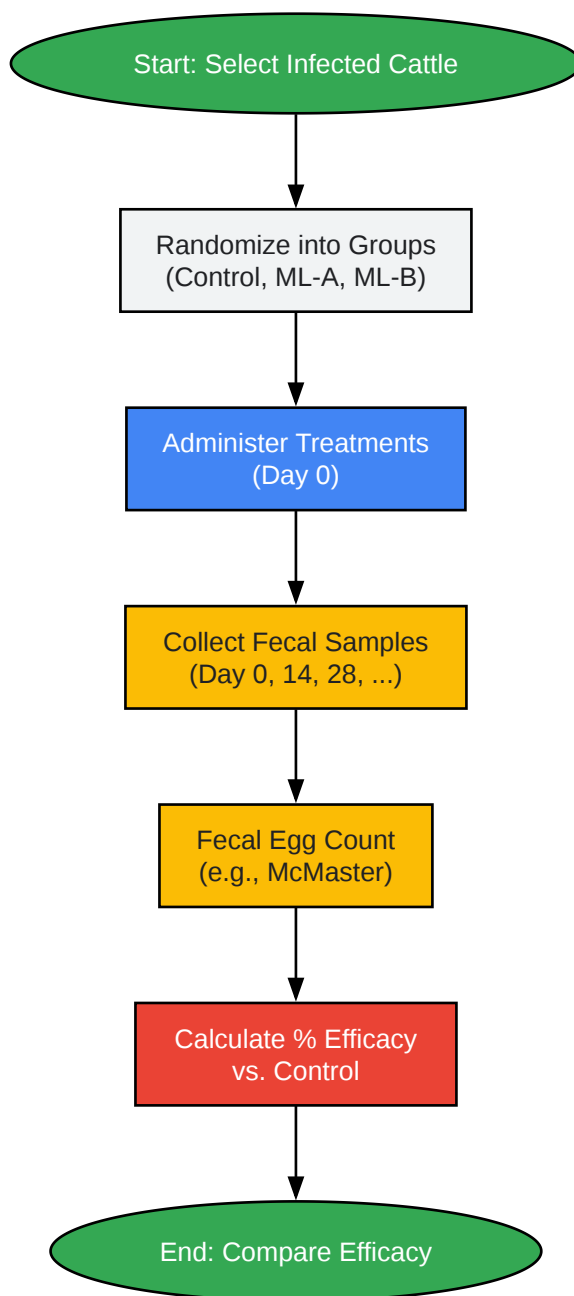 Start: Select Infected Cattle
Randomize into Groups
(Control, ML-A, ML-B)
Administer Treatments
(Day 0)
Collect Fecal Samples
(Day 0, 14, 28, ...)
Fecal Egg Count
(e.g., McMaster)
Calculate % Efficacy
vs. Control
End: Compare Efficacy